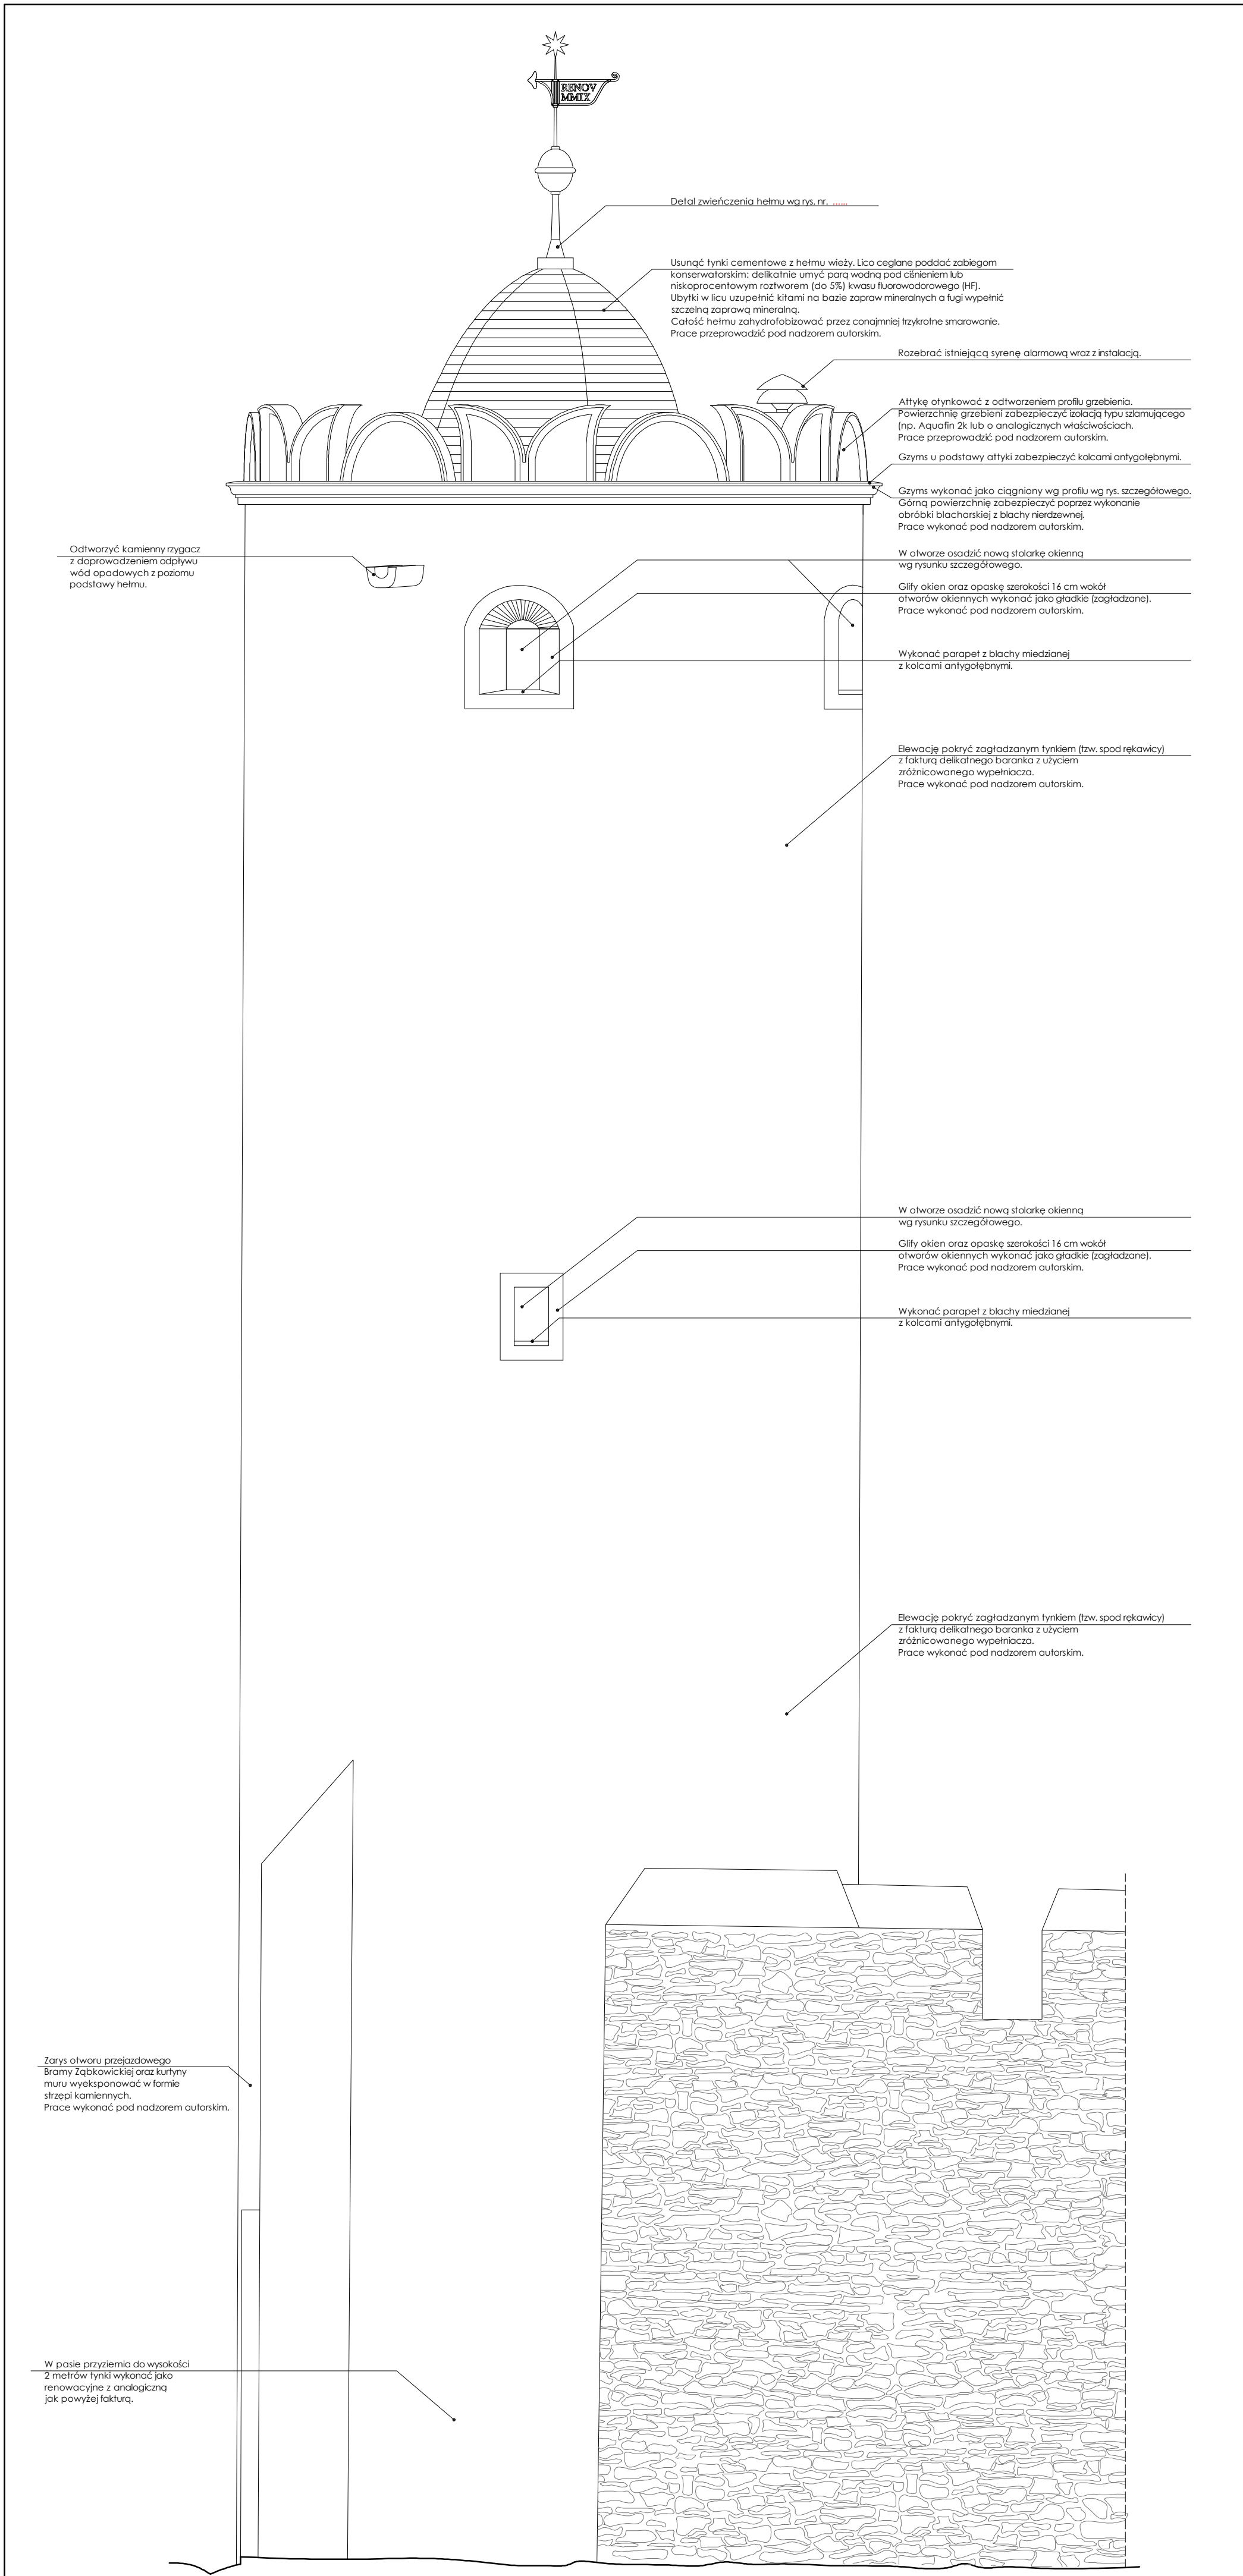 RENOV
MMIX
Detal zwieńczenia hełmu wg rys. nr. ......
Usunąć tynki cementowe z hełmu wieży. Lico ceglane poddać zabiegom
konserwatorskim: delikatnie umyć parą wodną pod ciśnieniem lub
niskoprocentowym roztworem (do 5%) kwasu fluorowodorowego (HF).
Ubytki w licu uzupełnić kitami na bazie zapraw mineralnych a fugi wypełnić
szczelną zaprawą mineralną.
Całość hełmu zahydrofobizować przez conajmniej trzykrotne smarowanie.
Prace przeprowadzić pod nadzorem autorskim.
Rozebrać istniejącą syrenę alarmową wraz z instalacją.
Attykę otynkować z odtworzeniem profilu grzebienia.
Powierzchnię grzebieni zabezpieczyć izolacją typu szlamującego
(np. Aquafin 2k lub o analogicznych właściwościach.
Prace przeprowadzić pod nadzorem autorskim.
Gzyms u podstawy attyki zabezpieczyć kolcami antygołębnymi.
Gzyms wykonać jako ciągniony wg profilu wg rys. szczegółowego.
Górną powierzchnię zabezpieczyć poprzez wykonanie
obróbki blacharskiej z blachy nierdzewnej.
Prace wykonać pod nadzorem autorskim.
Odtworzyć kamienny rzygacz
z doprowadzeniem odpływu
wód opadowych z poziomu
podstawy hełmu.
W otworze osadzić nową stolarkę okienną
wg rysunku szczegółowego.
Glify okien oraz opaskę szerokości 16 cm wokół
otworów okiennych wykonać jako gładkie (zagładzane).
Prace wykonać pod nadzorem autorskim.
Wykonać parapet z blachy miedzianej
z kolcami antygołębnymi.
Elewację pokryć zagładzanym tynkiem (tzw. spod rękawicy)
z fakturą delikatnego baranka z użyciem
zróżnicowanego wypełniacza.
Prace wykonać pod nadzorem autorskim.
W otworze osadzić nową stolarkę okienną
wg rysunku szczegółowego.
Glify okien oraz opaskę szerokości 16 cm wokół
otworów okiennych wykonać jako gładkie (zagładzane).
Prace wykonać pod nadzorem autorskim.
Wykonać parapet z blachy miedzianej
z kolcami antygołębnymi.
Elewację pokryć zagładzanym tynkiem (tzw. spod rękawicy)
z fakturą delikatnego baranka z użyciem
zróżnicowanego wypełniacza.
Prace wykonać pod nadzorem autorskim.
Zarys otworu przejazdowego
Bramy Ząbkowickiej oraz kurtyny
muru wyeksponować w formie
strzępi kamiennych.
Prace wykonać pod nadzorem autorskim.
W pasie przyziemia do wysokości
2 metrów tynki wykonać jako
renowacyjne z analogiczną
jak powyżej fakturą.